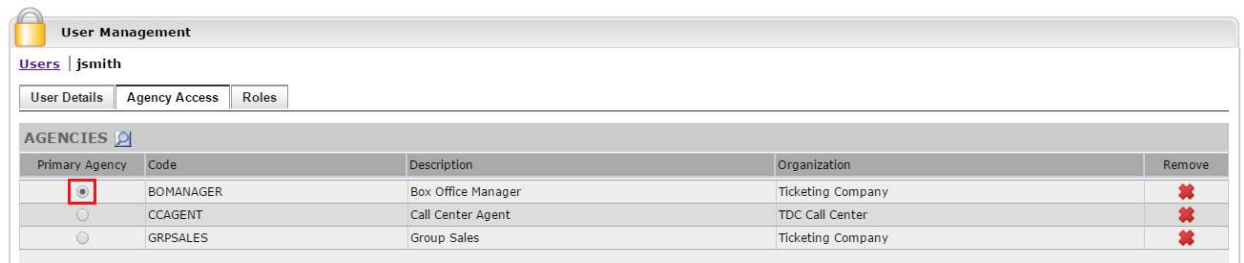 User Management
Users | jsmith
User Details Agency Access Roles
AGENCIES
Primary Agency Code Description Organization Remove
BOMANAGER Box Office Manager Ticketing Company
CCAGENT Call Center Agent TDC Call Center
GRPSALES Group Sales Ticketing Company